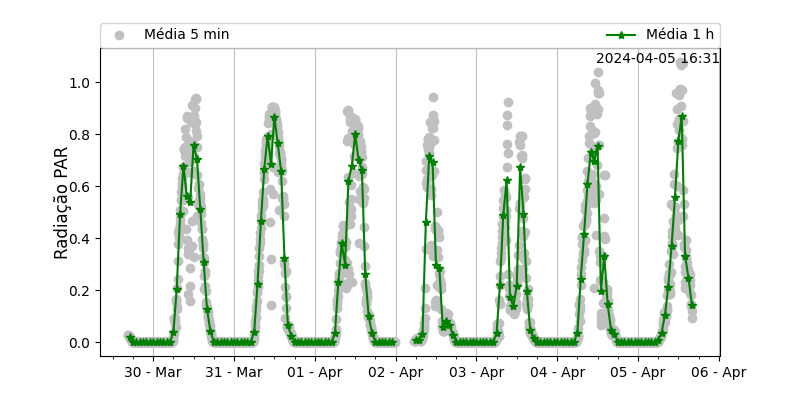 Média 5 min
Média 1 h
2024-04-05 16:31
Radiação PAR
1.0
0.8
0.6
0.4
0.2
0.0
30 - Mar
31 - Mar
01 - Apr
02 - Apr
03 - Apr
04 - Apr
05 - Apr
06 - Apr